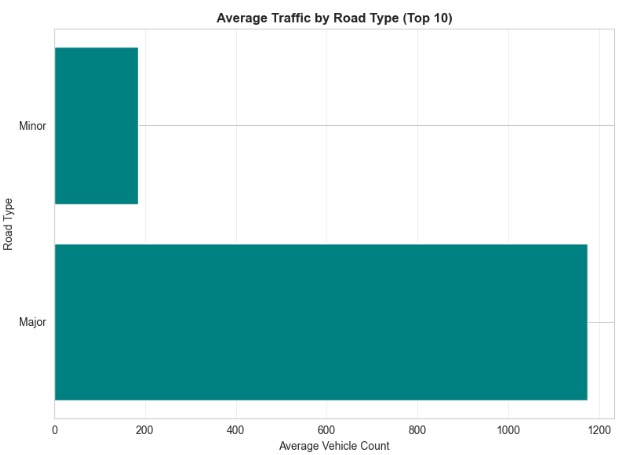 Average Traffic by Road Type (Top 10)
Minor
Road Type
Major
0 200 400 600 800 1000 1200
Average Vehicle Count